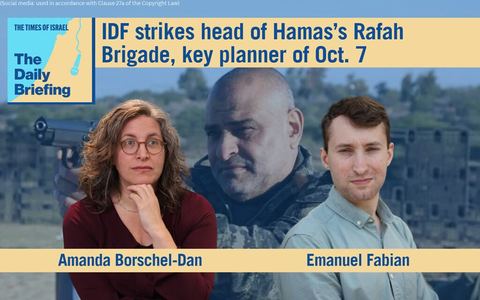 (Social media: used in accordance with Clause 27a of the Copyright Law)
THE TIMES OF ISRAEL
The
Daily
Briefing
IDF strikes head of Hamas's Rafah
Brigade, key planner of Oct. 7
Amanda Borschel-Dan
Emanuel Fabian